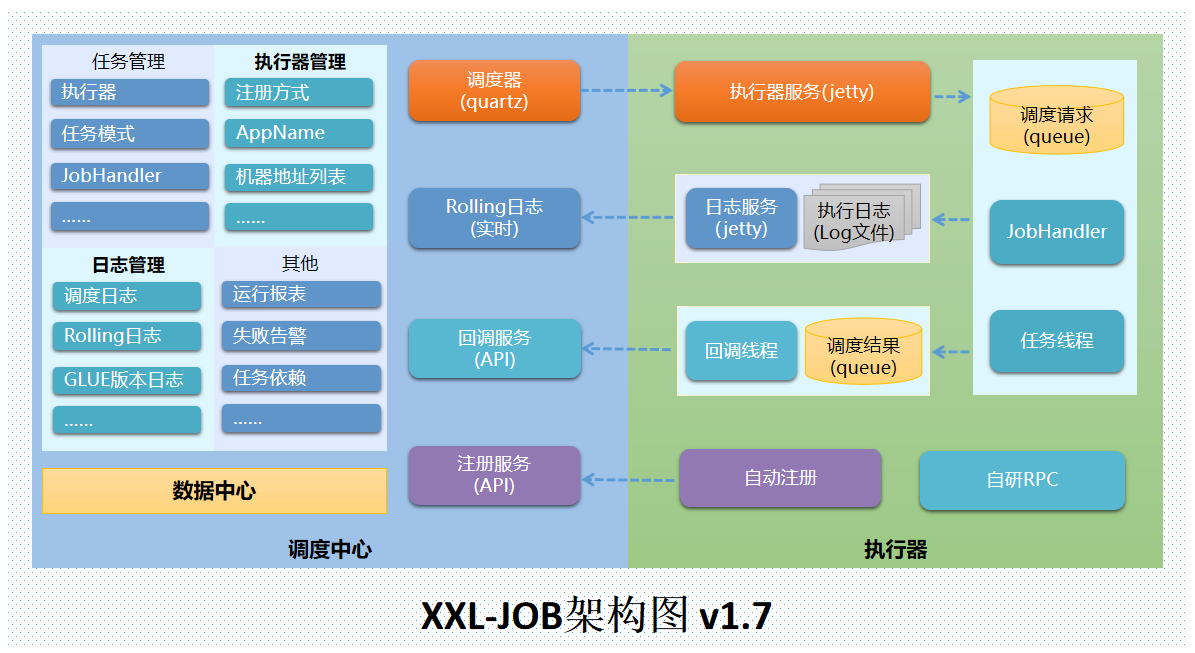 任务管理
执行器
任务模式
JobHandler
......
执行器管理
注册方式
AppName
机器地址列表
......
日志管理
调度日志
Rolling日志
GLUE版本日志
......
其他
运行报表
失败告警
任务依赖
......
数据中心
调度器
(quartz)
Rolling日志
(实时)
回调服务
(API)
注册服务
(API)
调度中心
执行器服务(jetty)
日志服务
(jetty)
执行日志
(Log文件)
回调线程
调度结果
(queue)
自动注册
自研RPC
调度请求
(queue)
JobHandler
任务线程
执行器
XXL-JOB架构图 v1.7